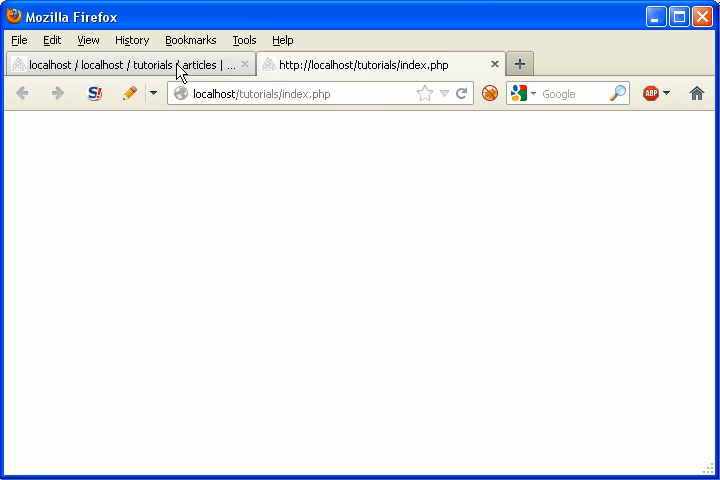 Mozilla Firefox
File Edit View History Bookmarks Tools Help
localhost / localhost / tutorials / articles | ... http://localhost/tutorials/index.php
S! localhost/tutorials/index.php Google ABP